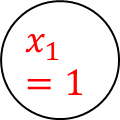 x₁
= 1